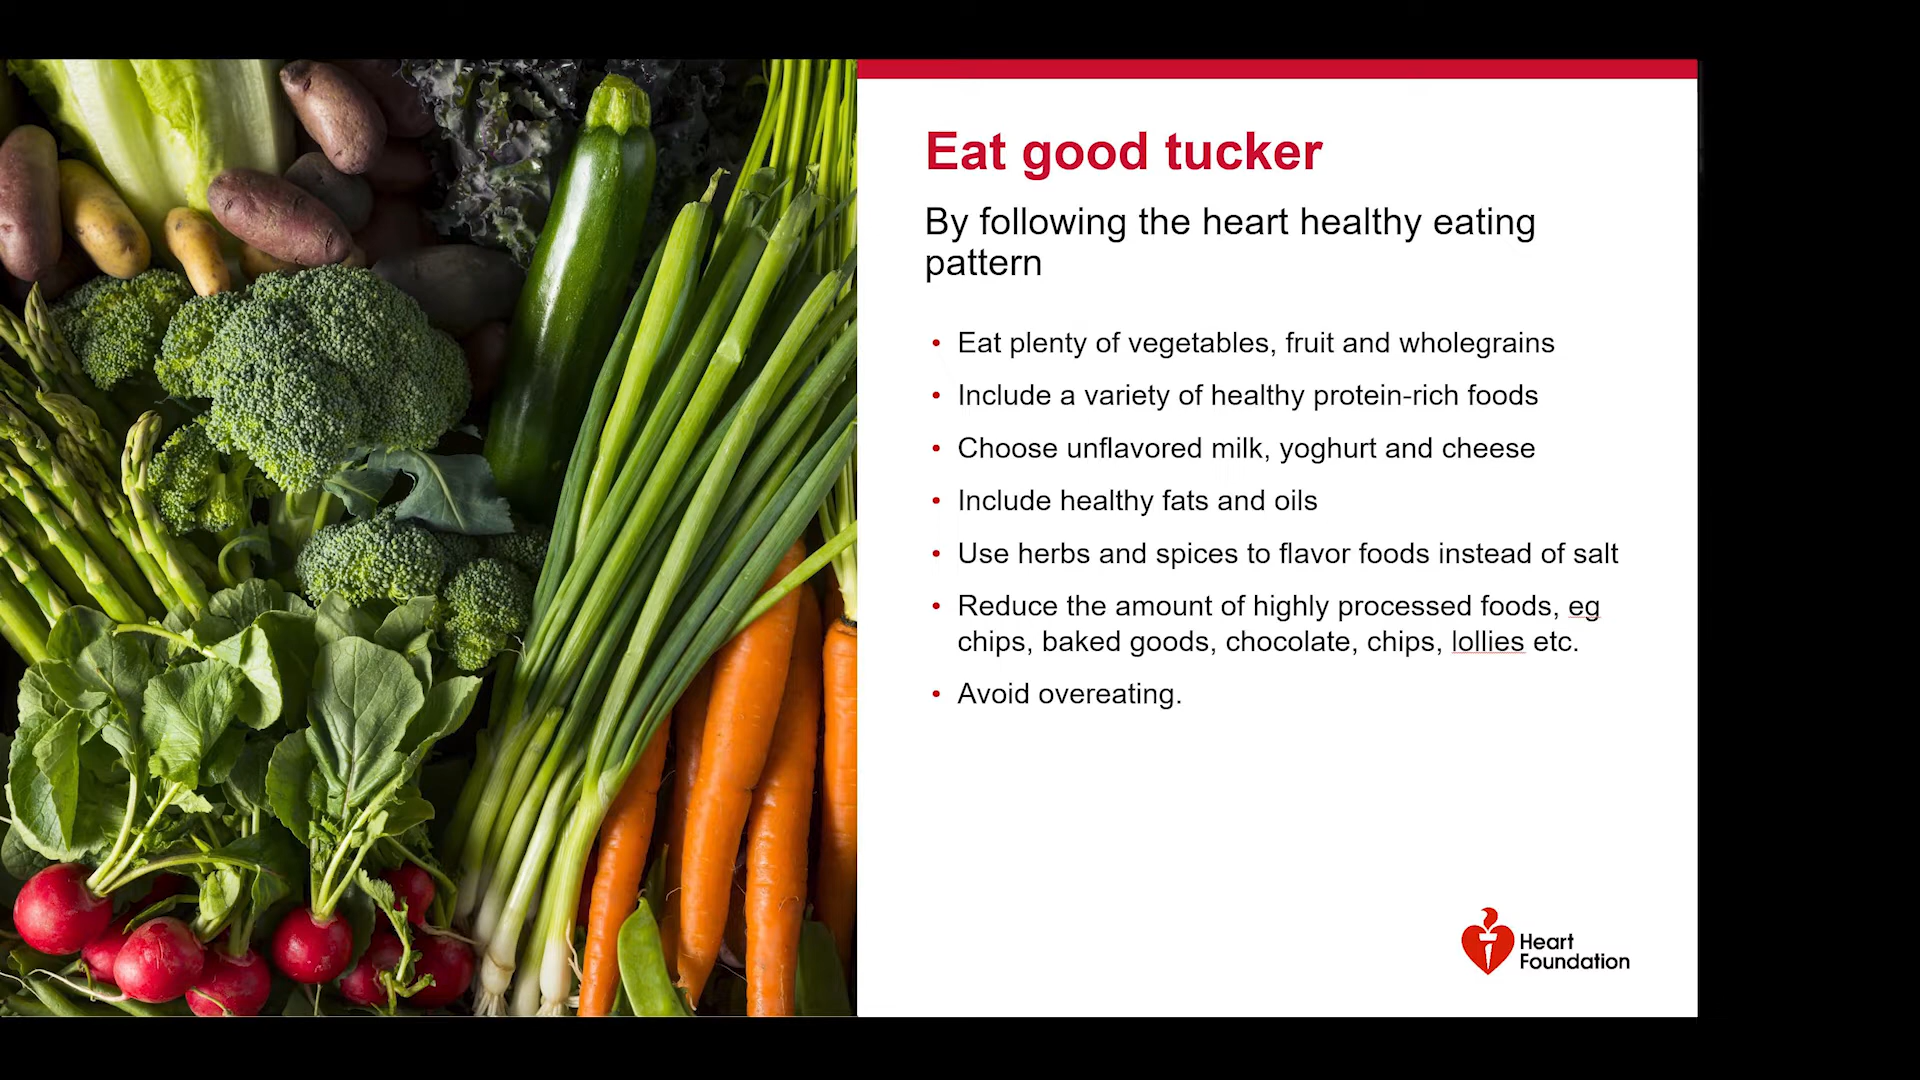 Eat good tucker
By following the heart healthy eating
pattern
• Eat plenty of vegetables, fruit and wholegrains
• Include a variety of healthy protein-rich foods
• Choose unflavored milk, yoghurt and cheese
• Include healthy fats and oils
• Use herbs and spices to flavor foods instead of salt
• Reduce the amount of highly processed foods, eg
chips, baked goods, chocolate, chips, lollies etc.
• Avoid overeating.
Heart
Foundation